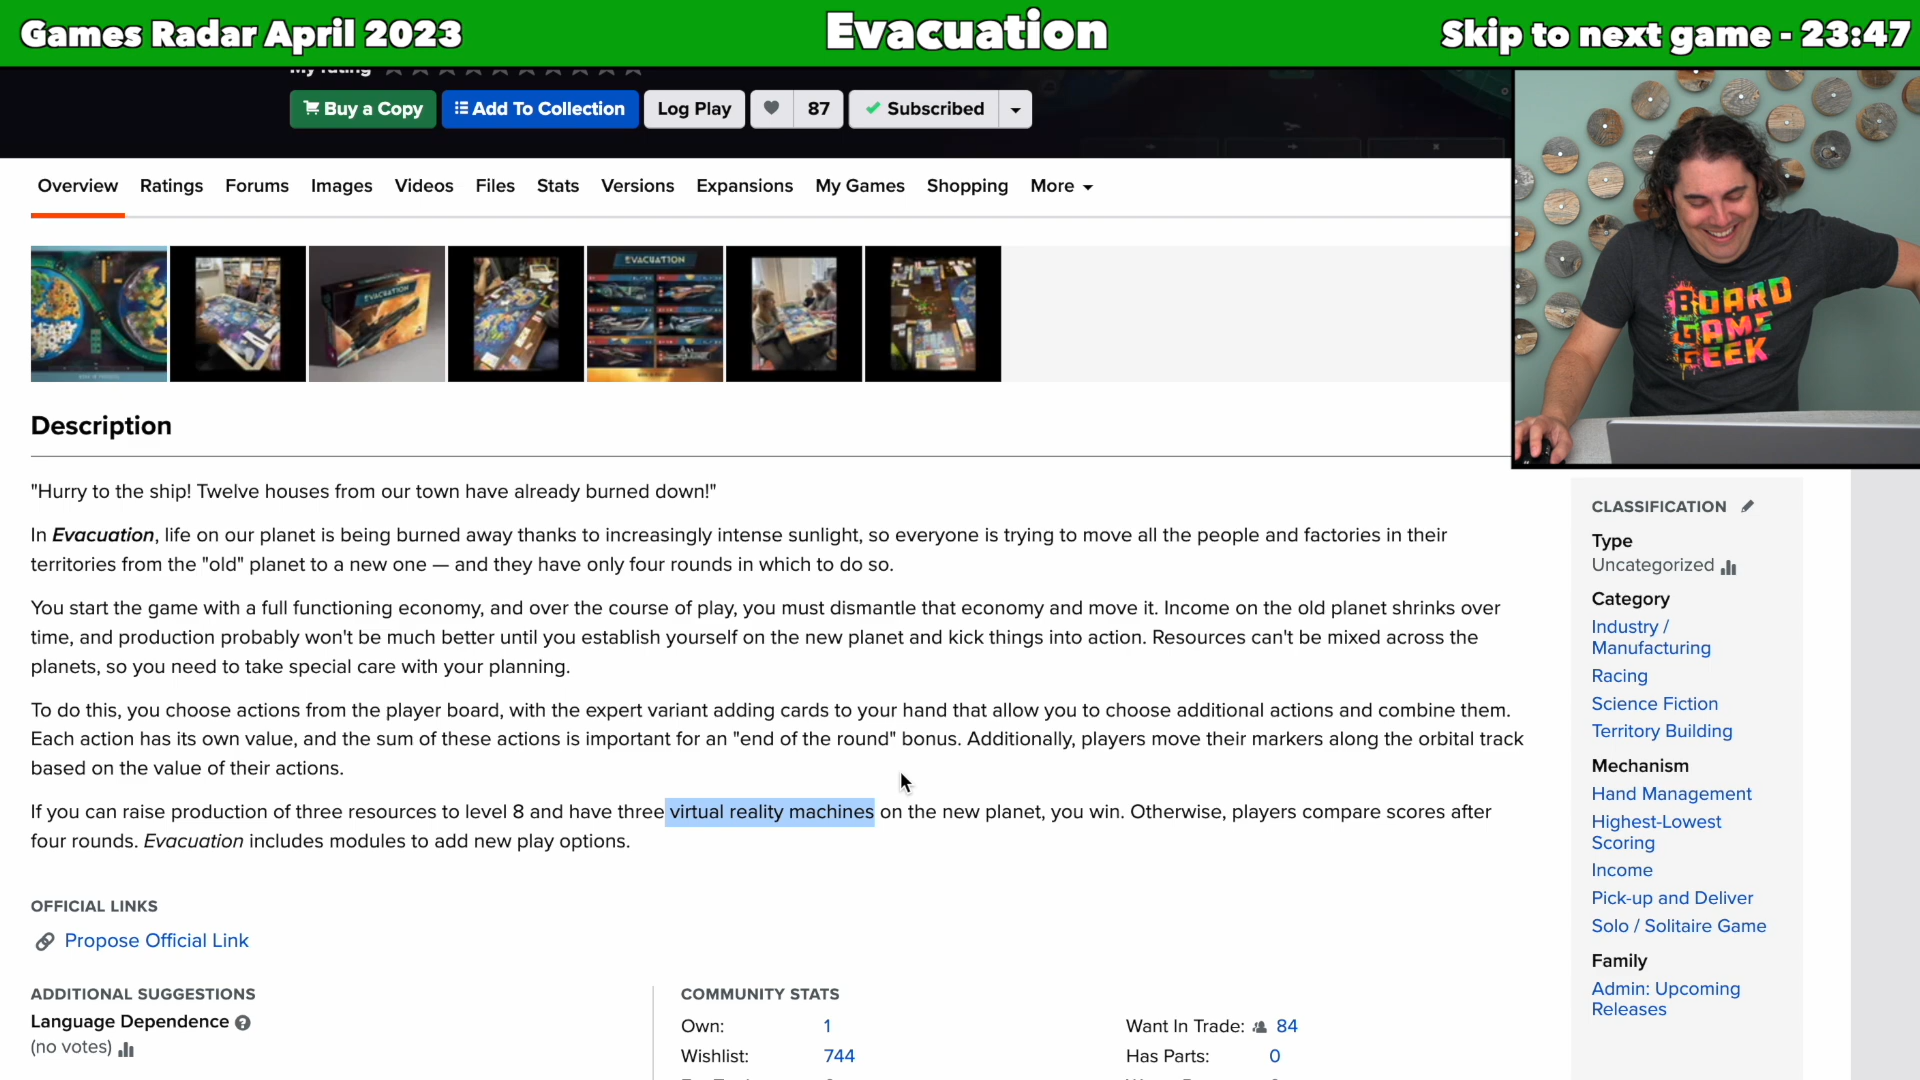 Games Radar April 2023
Evacuation
Skip to next game - 23:47
My rating
Buy a Copy
Add To Collection
Log Play
87
Subscribed
Overview
Ratings
Forums
Images
Videos
Files
Stats
Versions
Expansions
My Games
Shopping
More
EVACUATION
EVACUATION
BOARD
GAME
GEEK
Description
"Hurry to the ship! Twelve houses from our town have already burned down!"
In Evacuation, life on our planet is being burned away thanks to increasingly intense sunlight, so everyone is trying to move all the people and factories in their
territories from the "old" planet to a new one — and they have only four rounds in which to do so.
You start the game with a full functioning economy, and over the course of play, you must dismantle that economy and move it. Income on the old planet shrinks over
time, and production probably won't be much better until you establish yourself on the new planet and kick things into action. Resources can't be mixed across the
planets, so you need to take special care with your planning.
To do this, you choose actions from the player board, with the expert variant adding cards to your hand that allow you to choose additional actions and combine them.
Each action has its own value, and the sum of these actions is important for an "end of the round" bonus. Additionally, players move their markers along the orbital track
based on the value of their actions.
If you can raise production of three resources to level 8 and have three virtual reality machines on the new planet, you win. Otherwise, players compare scores after
four rounds. Evacuation includes modules to add new play options.
OFFICIAL LINKS
Propose Official Link
ADDITIONAL SUGGESTIONS
Language Dependence
(no votes)
COMMUNITY STATS
Own: 1
Wishlist: 744
Want In Trade: 84
Has Parts: 0
CLASSIFICATION
Type
Uncategorized
Category
Industry /
Manufacturing
Racing
Science Fiction
Territory Building
Mechanism
Hand Management
Highest-Lowest
Scoring
Income
Pick-up and Deliver
Solo / Solitaire Game
Family
Admin: Upcoming
Releases